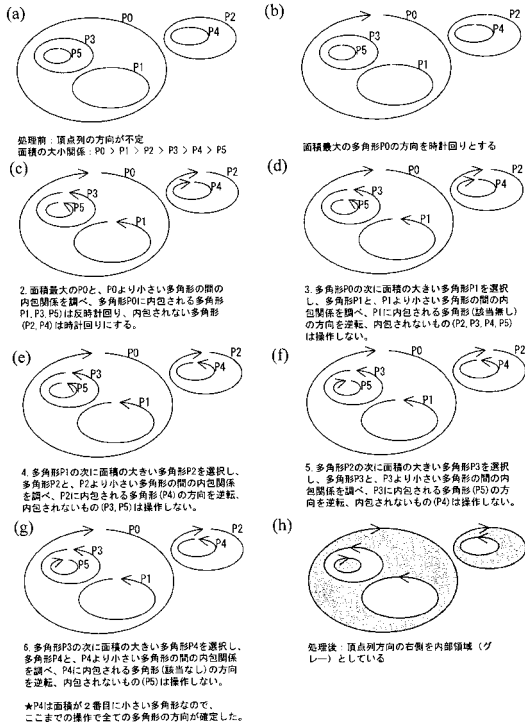 (a)
P0
P2
P3
P4
P5
P1
処理前：頂点列の方向が不定
面積の大小関係：P0 > P1 > P2 > P3 > P4 > P5
(b)
面積最大の多角形P0の方向を時計回りとする
(c)
P0
P2
P3
P4
P5
P1
2. 面積最大のP0と、P0より小さい多角形の間の
内包関係を調べ、多角形P0に内包される多角形
P1, P3, P5)は反時計回り、内包されない多角形
(P2, P4)は時計回りにする。
(d)
P0
P2
P3
P4
P5
P1
3. 多角形P0の次に面積の大きい多角形P1を選択
し、多角形P1と、P1より小さい多角形の間の内
包関係を調べ、P1に内包される多角形(該当無し)
の方向を逆転、内包されないもの(P2, P3, P4, P5)
は操作しない。
(e)
P0
P2
P3
P4
P5
P1
4. 多角形P1の次に面積の大きい多角形P2を選択し、
多角形P2と、P2より小さい多角形の間の内包関係
を調べ、P2に内包される多角形(P4)の方向を逆転、
内包されないもの(P3, P5)は操作しない。
(f)
P0
P2
P3
P4
P5
P1
5. 多角形P2の次に面積の大きい多角形P3を選択
し、多角形P3と、P3より小さい多角形の間の内
包関係を調べ、P3に内包される多角形(P5)の方
向を逆転、内包されないもの(P4)は操作しない。
(g)
P0
P2
P3
P4
P5
P1
6. 多角形P3の次に面積の大きい多角形P4を選択し、
多角形P4と、P4より小さい多角形の間の内包関係
を調べ、P4に内包される多角形(該当なし)の方向
を逆転、内包されないもの(P5)は操作しない。
★P4は面積が２番目に小さい多角形なので、
ここまでの操作で全ての多角形の方向が確定した。
(h)
処理後：頂点列方向の右側を内部領域（グ
レー）としている